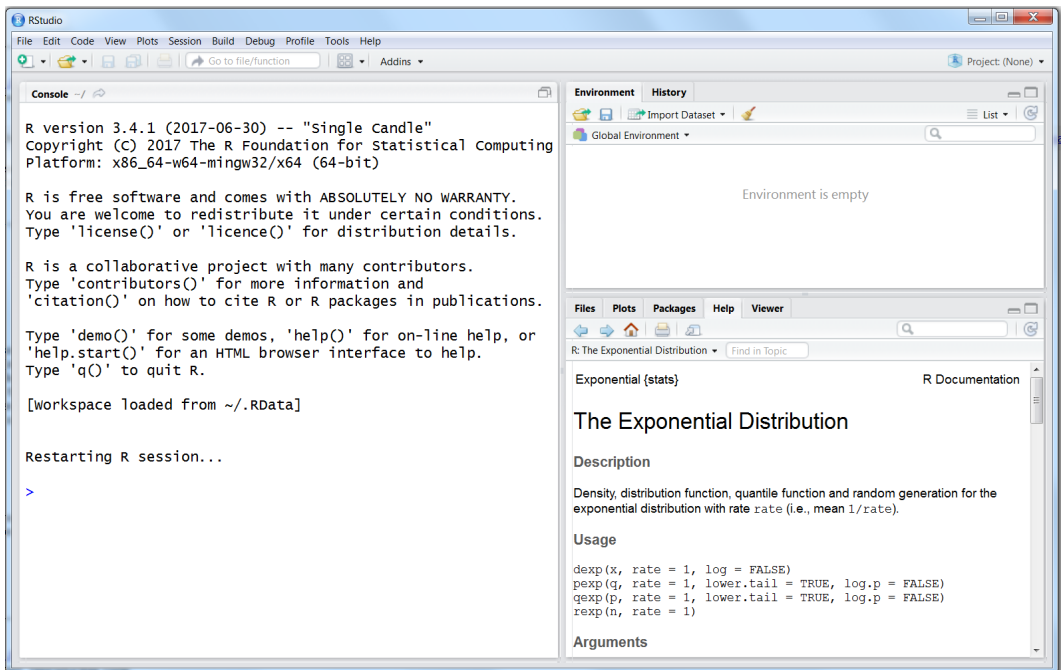 RStudio
File Edit Code View Plots Session Build Debug Profile Tools Help
Go to file/function Addins Project: (None)
Console ~/
R version 3.4.1 (2017-06-30) -- "Single Candle"
Copyright (C) 2017 The R Foundation for Statistical Computing
Platform: x86_64-w64-mingw32/x64 (64-bit)
R is free software and comes with ABSOLUTELY NO WARRANTY.
You are welcome to redistribute it under certain conditions.
Type 'license()' or 'licence()' for distribution details.
R is a collaborative project with many contributors.
Type 'contributors()' for more information and
'citation()' on how to cite R or R packages in publications.
Type 'demo()' for some demos, 'help()' for on-line help, or
'help.start()' for an HTML browser interface to help.
Type 'q()' to quit R.
[Workspace loaded from ~/.RData]
Restarting R session...
>
Environment History
Import Dataset List
Global Environment
Environment is empty
Files Plots Packages Help Viewer
R: The Exponential Distribution Find in Topic
Exponential {stats} R Documentation
The Exponential Distribution
Description
Density, distribution function, quantile function and random generation for the
exponential distribution with rate rate (i.e., mean 1/rate).
Usage
dexp(x, rate = 1, log = FALSE)
pexp(q, rate = 1, lower.tail = TRUE, log.p = FALSE)
qexp(p, rate = 1, lower.tail = TRUE, log.p = FALSE)
rexp(n, rate = 1)
Arguments